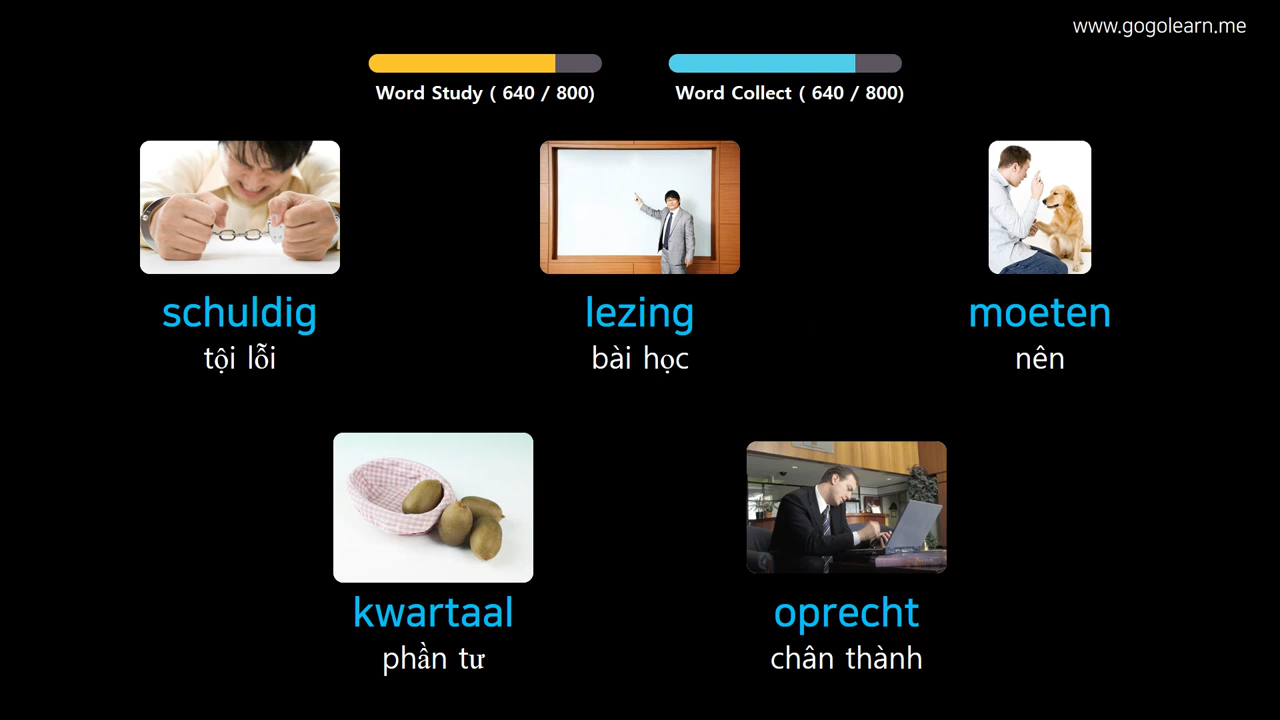 www.gogolearn.me
Word Study ( 640 / 800)
Word Collect ( 640 / 800)
schuldig
tội lỗi
lezing
bài học
moeten
nên
kwartaal
phần tư
oprecht
chân thành